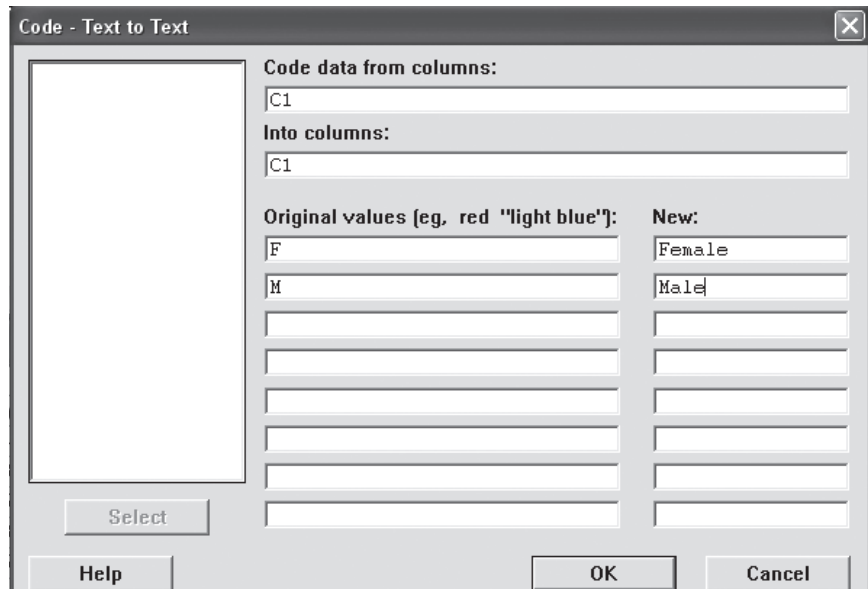 Code - Text to Text
Code data from columns:
C1
Into columns:
C1
Original values (eg, red "light blue"): New:
F Female
M Male
Select
Help OK Cancel